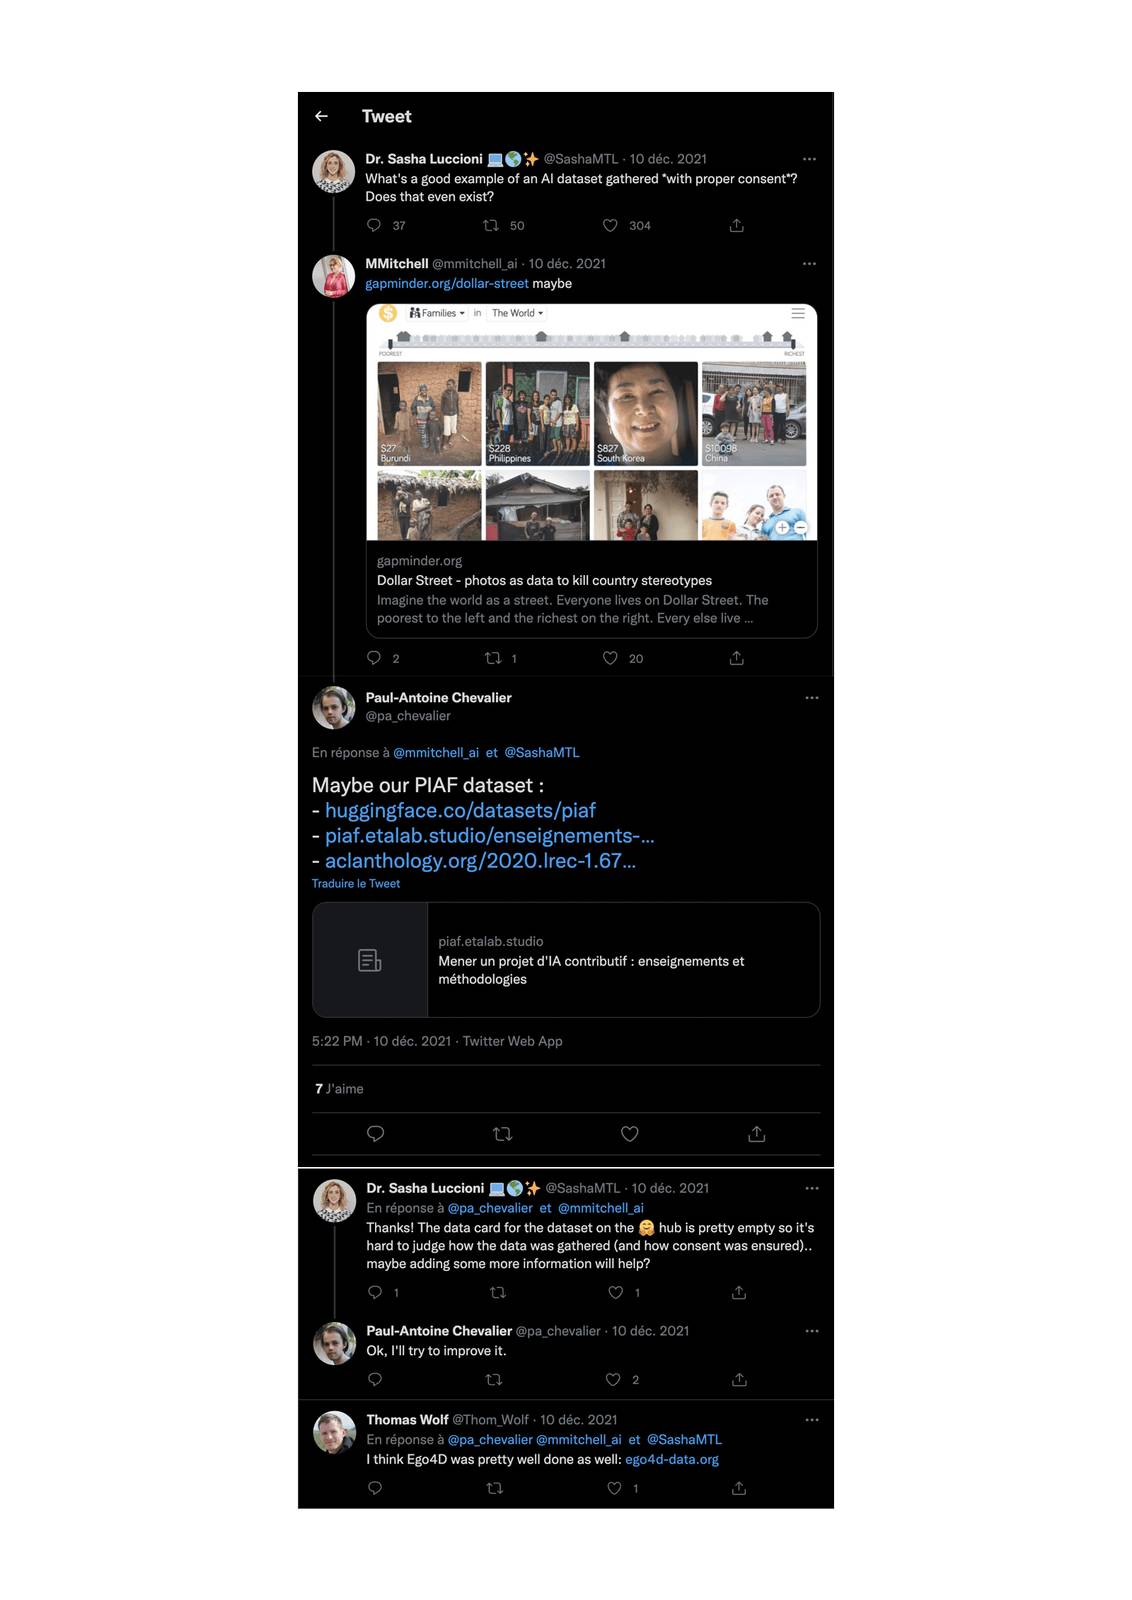 Tweet
Dr. Sasha Luccioni 💻🌎✨ @SashaMTL · 10 déc. 2021
What's a good example of an AI dataset gathered *with proper consent*?
Does that even exist?
37 50 304
MMitchell @mmitchell_ai · 10 déc. 2021
gapminder.org/dollar-street maybe
$ Families in The World
POOREST RICHEST
$27 $228 $827 $10098
Burundi Philippines South Korea China
gapminder.org
Dollar Street - photos as data to kill country stereotypes
Imagine the world as a street. Everyone lives on Dollar Street. The
poorest to the left and the richest on the right. Every else live ...
2 1 20
Paul-Antoine Chevalier
@pa_chevalier
En réponse à @mmitchell_ai et @SashaMTL
Maybe our PIAF dataset :
- huggingface.co/datasets/piaf
- piaf.etalab.studio/enseignements-...
- aclanthology.org/2020.lrec-1.67...
Traduire le Tweet
piaf.etalab.studio
Mener un projet d'IA contributif : enseignements et
méthodologies
5:22 PM · 10 déc. 2021 · Twitter Web App
7 J'aime
Dr. Sasha Luccioni 💻🌎✨ @SashaMTL · 10 déc. 2021
En réponse à @pa_chevalier et @mmitchell_ai
Thanks! The data card for the dataset on the 🤗 hub is pretty empty so it's
hard to judge how the data was gathered (and how consent was ensured)..
maybe adding some more information will help?
1 1
Paul-Antoine Chevalier @pa_chevalier · 10 déc. 2021
Ok, I'll try to improve it.
2
Thomas Wolf @Thom_Wolf · 10 déc. 2021
En réponse à @pa_chevalier @mmitchell_ai et @SashaMTL
I think Ego4D was pretty well done as well: ego4d-data.org
1